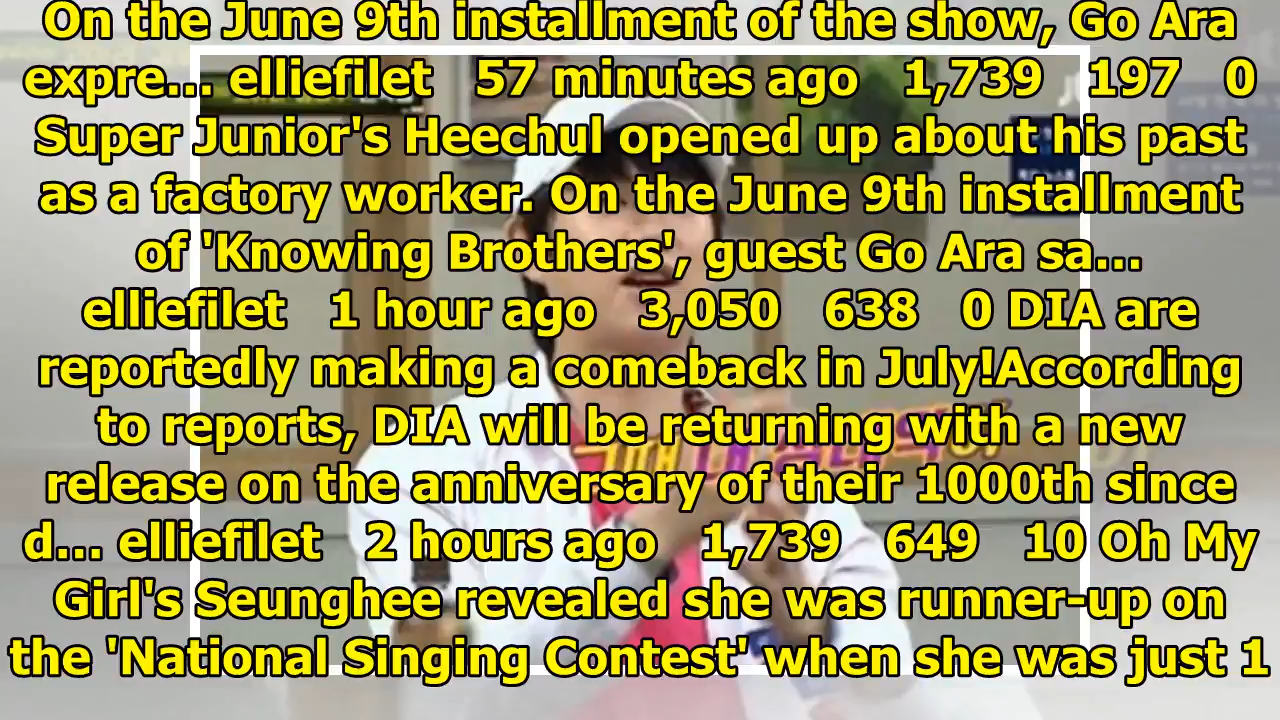 On the June 9th installment of the show, Go Ara
expre... elliefilet 57 minutes ago 1,739 197 0
Super Junior's Heechul opened up about his past
as a factory worker. On the June 9th installment
of 'Knowing Brothers', guest Go Ara sa...
elliefilet 1 hour ago 3,050 638 0 DIA are
reportedly making a comeback in July!According
to reports, DIA will be returning with a new
release on the anniversary of their 1000th since
d... elliefilet 2 hours ago 1,739 649 10 Oh My
Girl's Seunghee revealed she was runner-up on
the 'National Singing Contest' when she was just 1